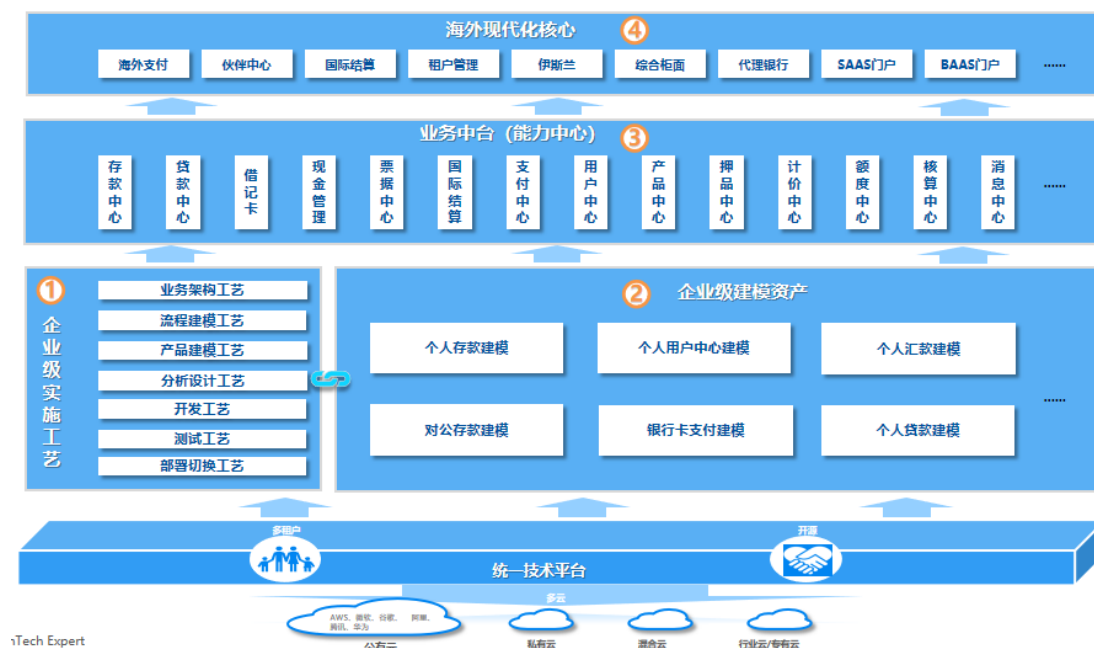 海外现代化核心 ④
海外支付 伙伴中心 国际结算 租户管理 伊斯兰 综合柜面 代理银行 SAAS门户 BAAS门户 ......
业务中台（能力中心） ③
存款中心 贷款中心 借记卡 现金管理 票据中心 国际结算 支付中心 用户中心 产品中心 押品中心 计价中心 额度中心 核算中心 消息中心 ......
① 企业级实施工艺
业务架构工艺
流程建模工艺
产品建模工艺
分析设计工艺
开发工艺
测试工艺
部署切换工艺
② 企业级建模资产
个人存款建模 个人用户中心建模 个人汇款建模
对公存款建模 银行卡支付建模 个人贷款建模 ......
多租户 开源
统一技术平台
多云
AWS、微软、谷歌、 阿里、
腾讯、华为
公有云 私有云 混合云 行业云/专有云
nTech Expert